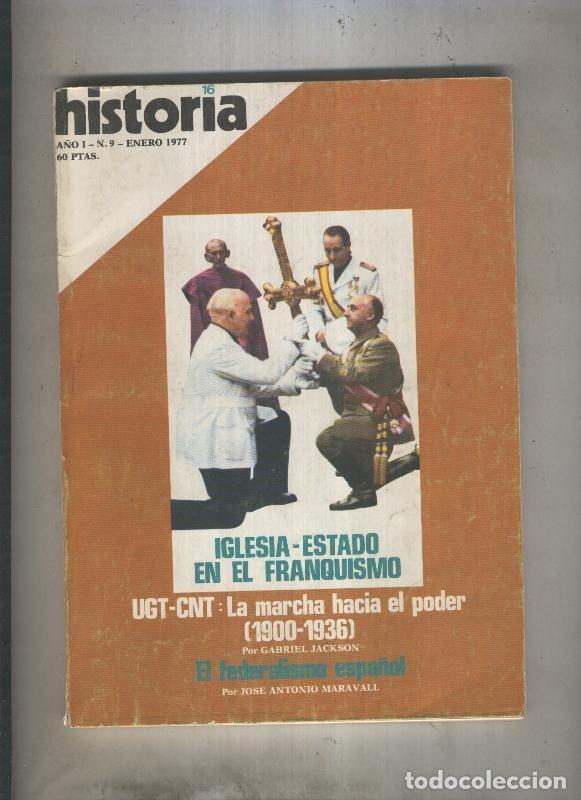 16
historia
AÑO I - N. 9 - ENERO 1977
60 PTAS.
IGLESIA-ESTADO
EN EL FRANQUISMO
UGT-CNT: La marcha hacia el poder
(1900-1936)
Por GABRIEL JACKSON
El federalismo español
Por JOSE ANTONIO MARAVALL
todocoleccion.net